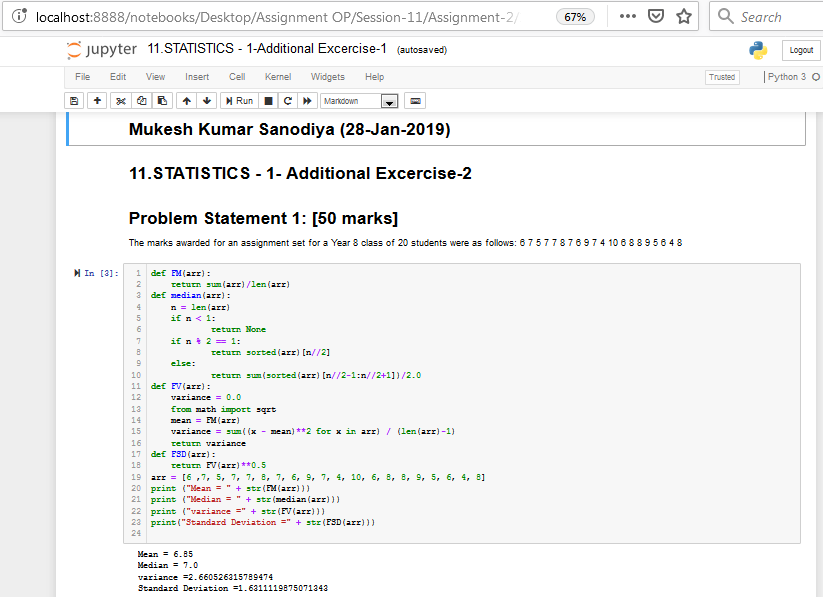 localhost:8888/notebooks/Desktop/Assignment OP/Session-11/Assignment-2/ 67% Search
jupyter 11.STATISTICS - 1-Additional Excercise-1 (autosaved) Logout
File Edit View Insert Cell Kernel Widgets Help Trusted Python 3
Run Markdown
Mukesh Kumar Sanodiya (28-Jan-2019)
11.STATISTICS - 1- Additional Excercise-2
Problem Statement 1: [50 marks]
The marks awarded for an assignment set for a Year 8 class of 20 students were as follows: 6 7 5 7 7 8 7 6 9 7 4 10 6 8 8 9 5 6 4 8
In [3]: 1 def FM(arr):
2 return sum(arr)/len(arr)
3 def median(arr):
4 n = len(arr)
5 if n < 1:
6 return None
7 if n % 2 == 1:
8 return sorted(arr)[n//2]
9 else:
10 return sum(sorted(arr)[n//2-1:n//2+1])/2.0
11 def FV(arr):
12 variance = 0.0
13 from math import sqrt
14 mean = FM(arr)
15 variance = sum((x - mean)**2 for x in arr) / (len(arr)-1)
16 return variance
17 def FSD(arr):
18 return FV(arr)**0.5
19 arr = [6 ,7, 5, 7, 7, 8, 7, 6, 9, 7, 4, 10, 6, 8, 8, 9, 5, 6, 4, 8]
20 print ("Mean = " + str(FM(arr)))
21 print ("Median = " + str(median(arr)))
22 print ("variance =" + str(FV(arr)))
23 print("Standard Deviation =" + str(FSD(arr)))
24
Mean = 6.85
Median = 7.0
variance =2.660526315789474
Standard Deviation =1.6311119875071343